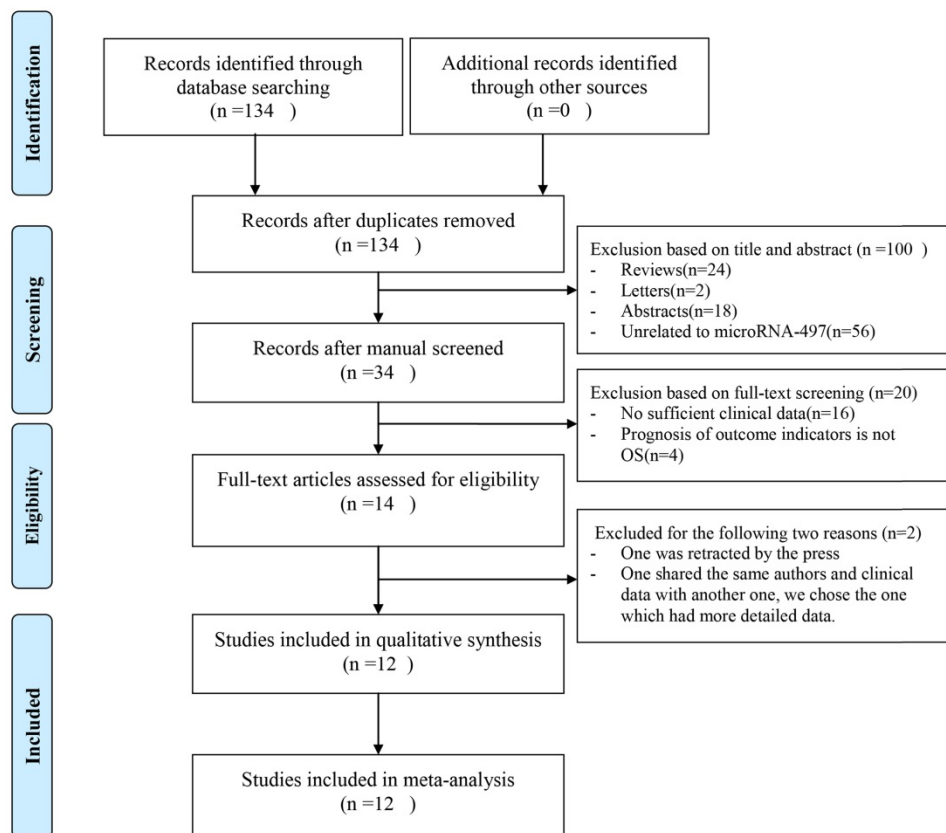 Identification
Records identified through
database searching
(n =134 )
Additional records identified
through other sources
(n =0 )
Records after duplicates removed
(n =134 )
Screening
Exclusion based on title and abstract (n =100 )
- Reviews(n=24)
- Letters(n=2)
- Abstracts(n=18)
- Unrelated to microRNA-497(n=56)
Records after manual screened
(n =34 )
Exclusion based on full-text screening (n=20)
- No sufficient clinical data(n=16)
- Prognosis of outcome indicators is not
OS(n=4)
Eligibility
Full-text articles assessed for eligibility
(n =14 )
Excluded for the following two reasons (n=2)
- One was retracted by the press
- One shared the same authors and clinical
data with another one, we chose the one
which had more detailed data.
Included
Studies included in qualitative synthesis
(n =12 )
Studies included in meta-analysis
(n =12 )